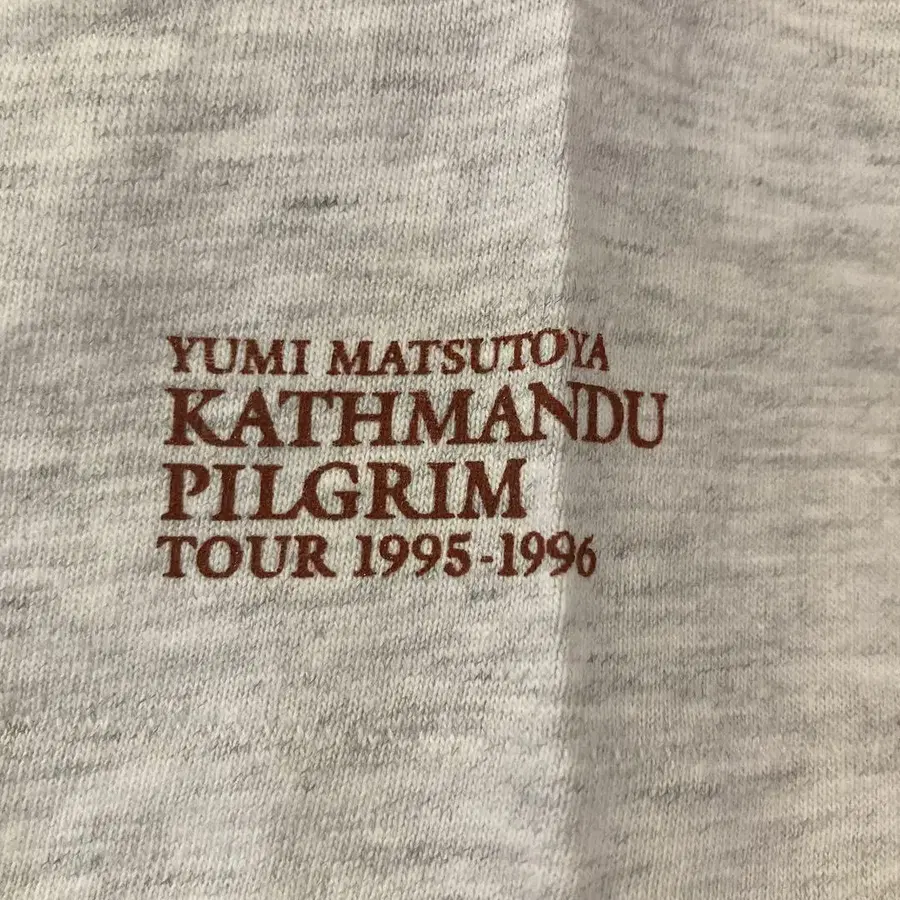 YUMI MATSUTOYA
KATHMANDU
PILGRIM
TOUR 1995-1996